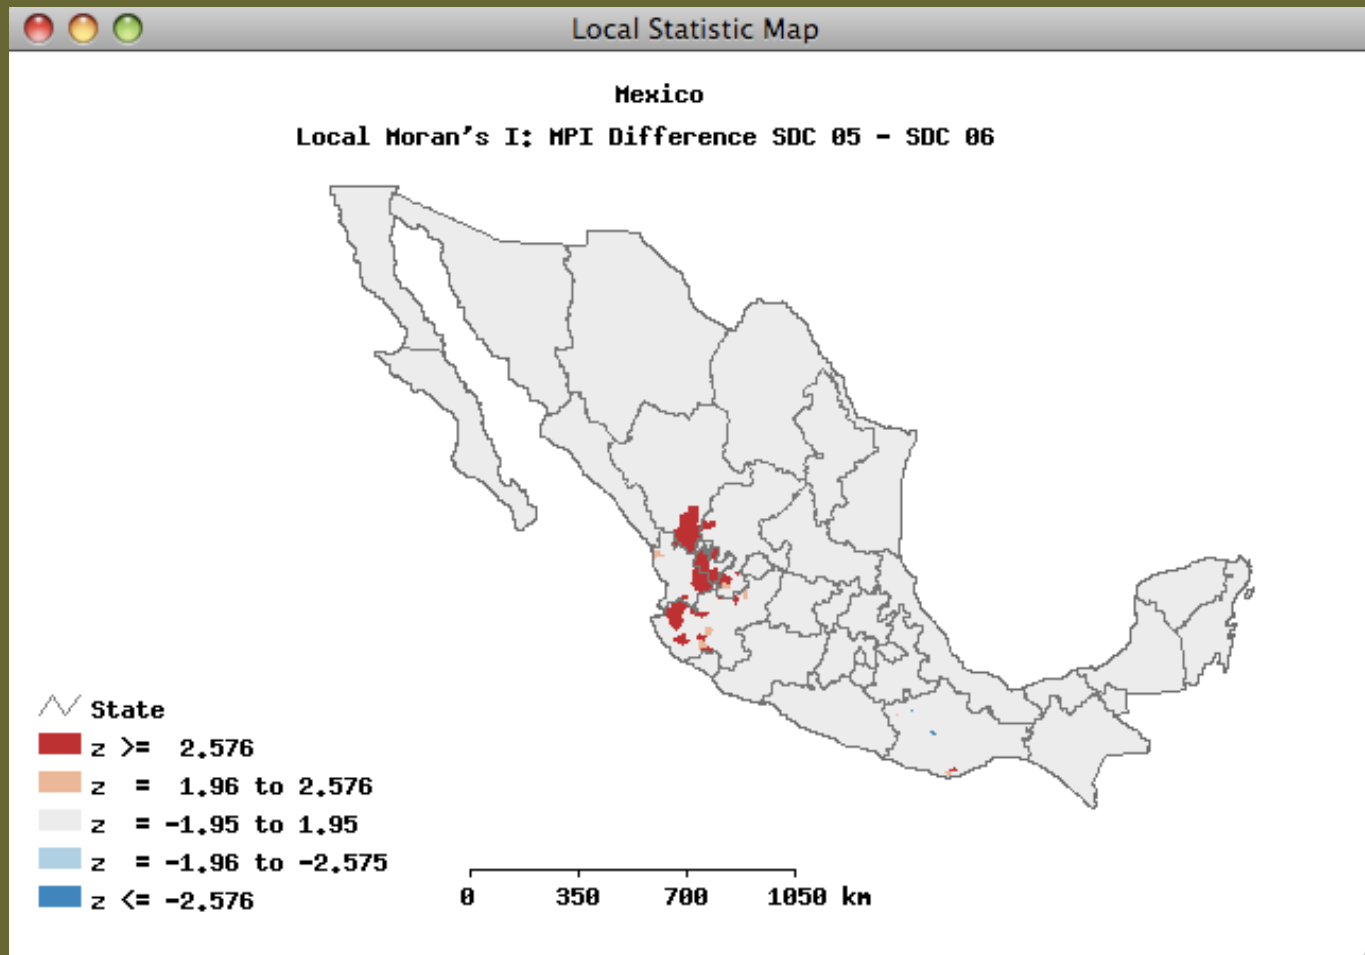 Local Statistic Map
Mexico
Local Moran's I: MPI Difference SDC 05 - SDC 06
State
z >= 2.576
z = 1.96 to 2.576
z = -1.95 to 1.95
z = -1.96 to -2.575
z <= -2.576
0 350 700 1050 km